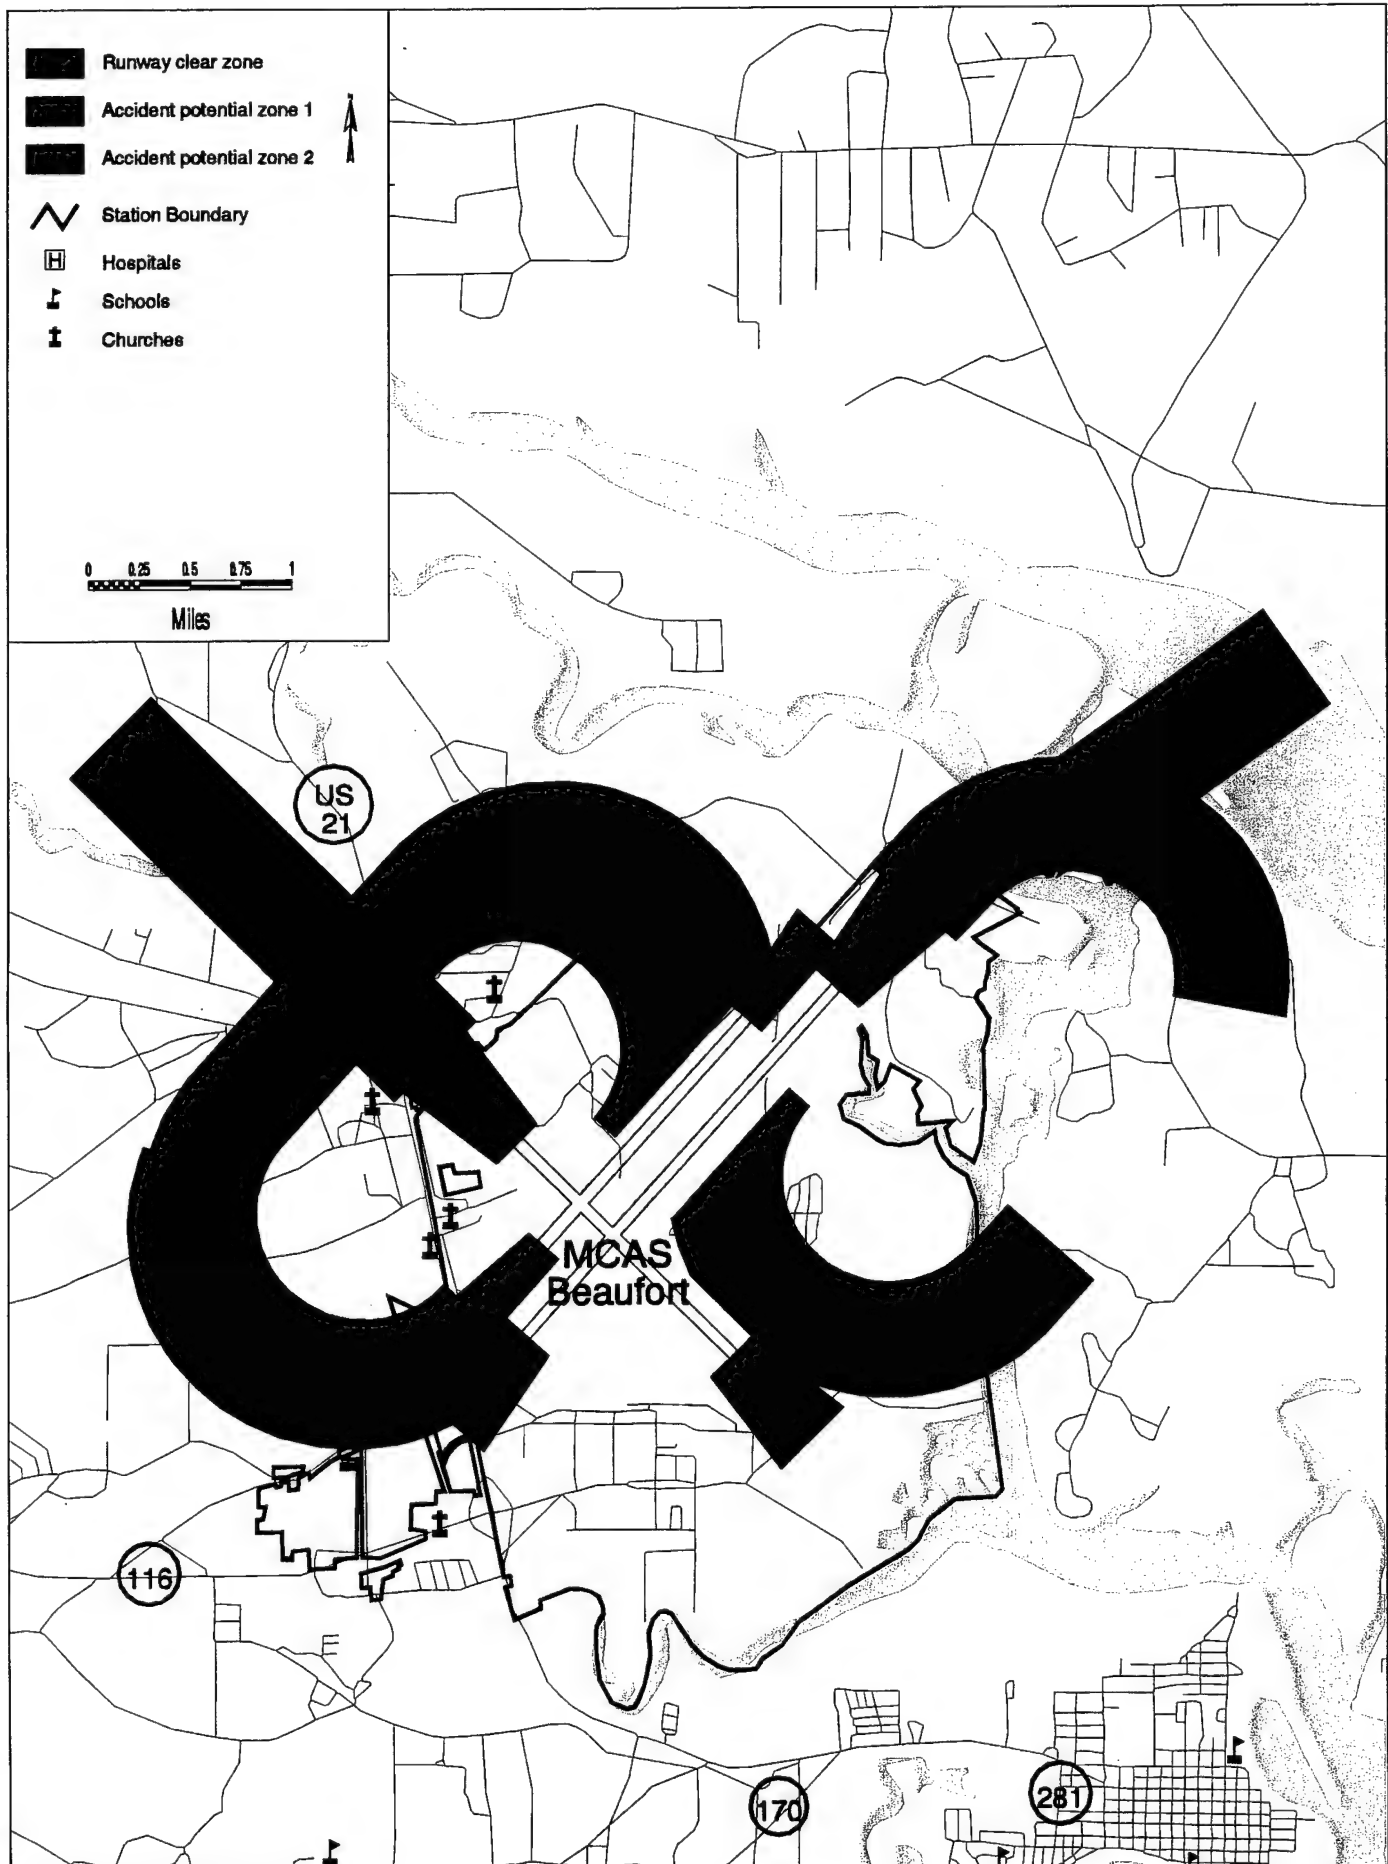 Runway clear zone
Accident potential zone 1
Accident potential zone 2
Station Boundary
H Hospitals
Schools
Churches
0 0.25 0.5 0.75 1
Miles
US
21
MCAS
Beaufort
116
170
281